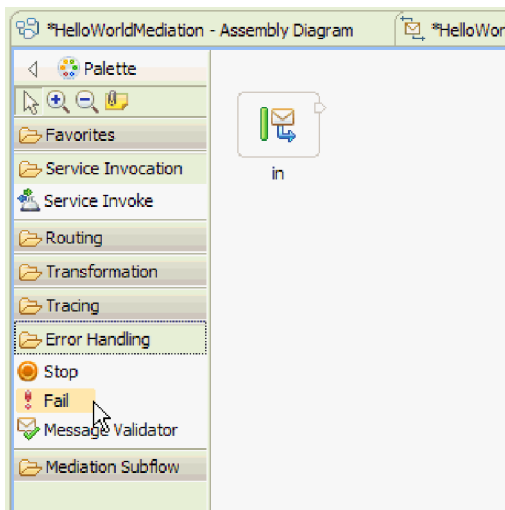 *HelloWorldMediation - Assembly Diagram
*HelloWor
Palette
Favorites
in
Service Invocation
Service Invoke
Routing
Transformation
Tracing
Error Handling
Stop
Fail
Message Validator
Mediation Subflow